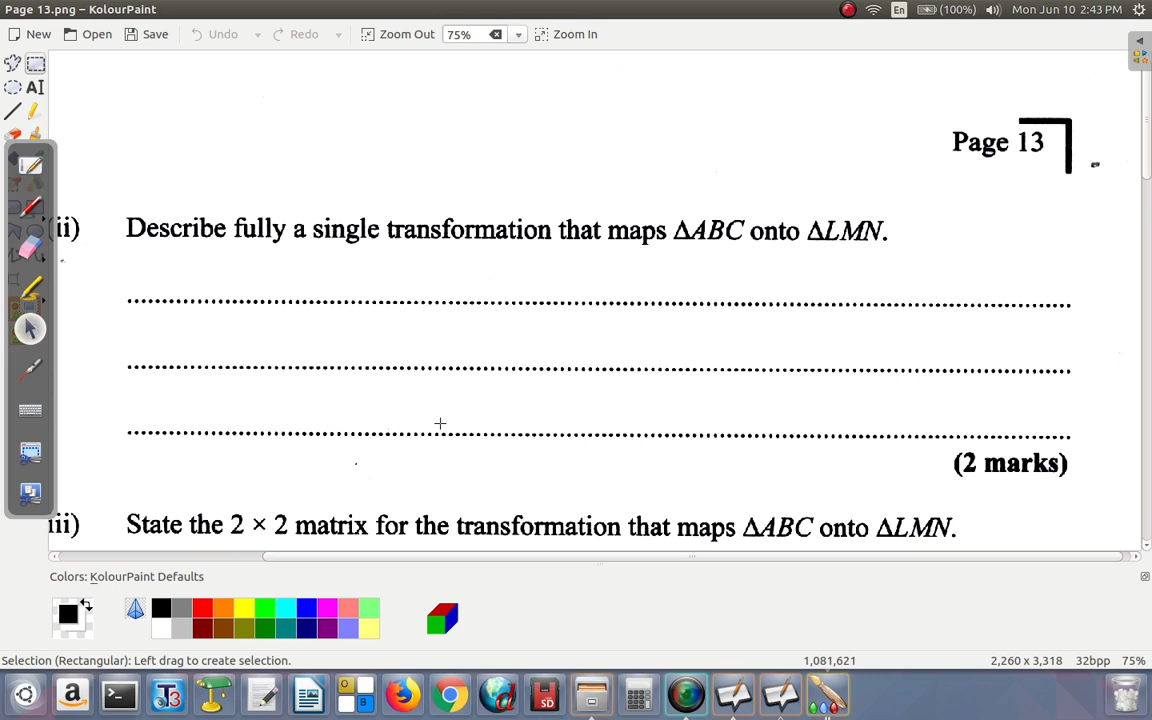 Page 13.png – KolourPaint
En
(100%)
Mon Jun 10 2:43 PM
New
Open
Save
Undo
Redo
Zoom Out
75%
Zoom In
Page 13
(ii) Describe fully a single transformation that maps ΔABC onto ΔLMN.
(2 marks)
iii) State the 2 × 2 matrix for the transformation that maps ΔABC onto ΔLMN.
Colors: KolourPaint Defaults
Selection (Rectangular): Left drag to create selection.
1,081,621
2,260 x 3,318
32bpp
75%